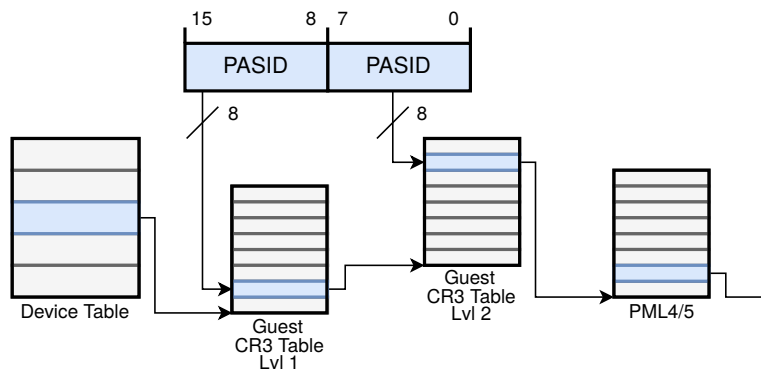 15 8 7 0
PASID PASID
8 8
Device Table
Guest
CR3 Table
Lvl 1
Guest
CR3 Table
Lvl 2
PML4/5